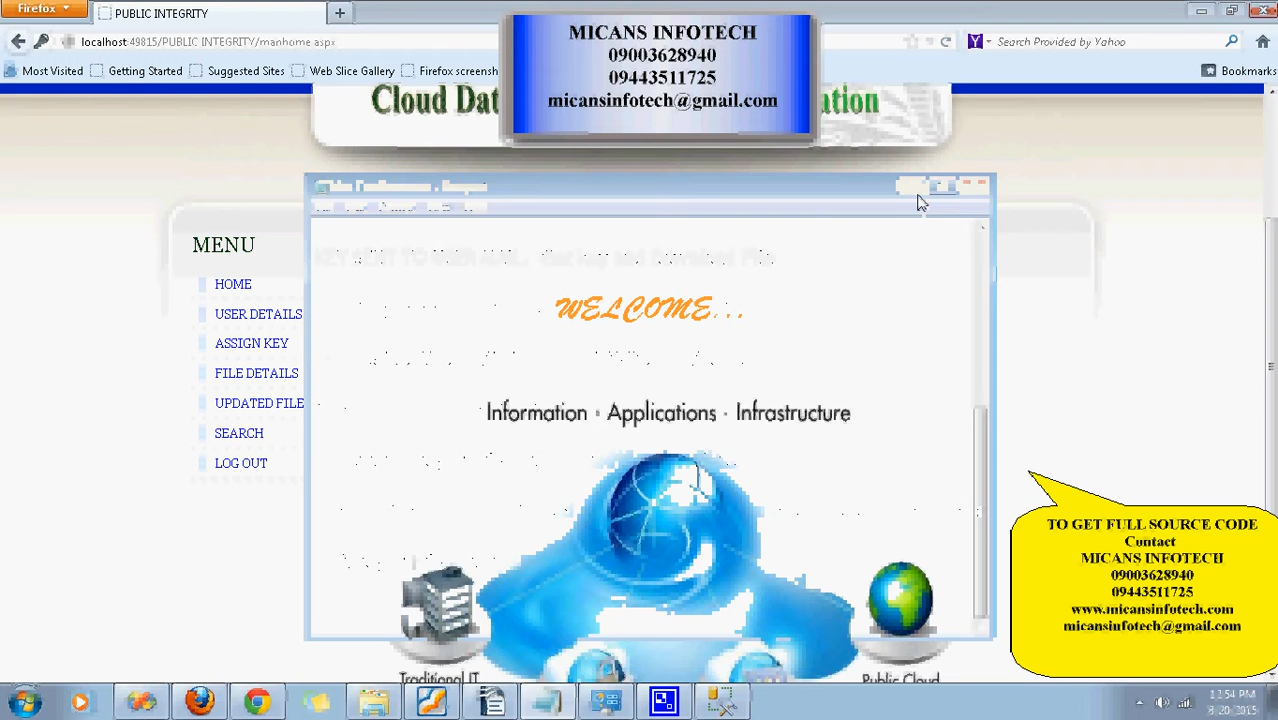 Firefox
PUBLIC INTEGRITY
localhost:49815/PUBLIC INTEGRITY/manhome.aspx
Search Provided by Yahoo
Most Visited
Getting Started
Suggested Sites
Web Slice Gallery
Firefox screensh
Bookmarks
MICANS INFOTECH
09003628940
09443511725
micansinfotech@gmail.com
Cloud Dat
ation
MENU
HOME
USER DETAILS
ASSIGN KEY
FILE DETAILS
UPDATED FILE
SEARCH
LOG OUT
WELCOME...
Information · Applications · Infrastructure
Traditional IT
Public Cloud
TO GET FULL SOURCE CODE
Contact
MICANS INFOTECH
09003628940
09443511725
www.micansinfotech.com
micansinfotech@gmail.com
8-20-2015